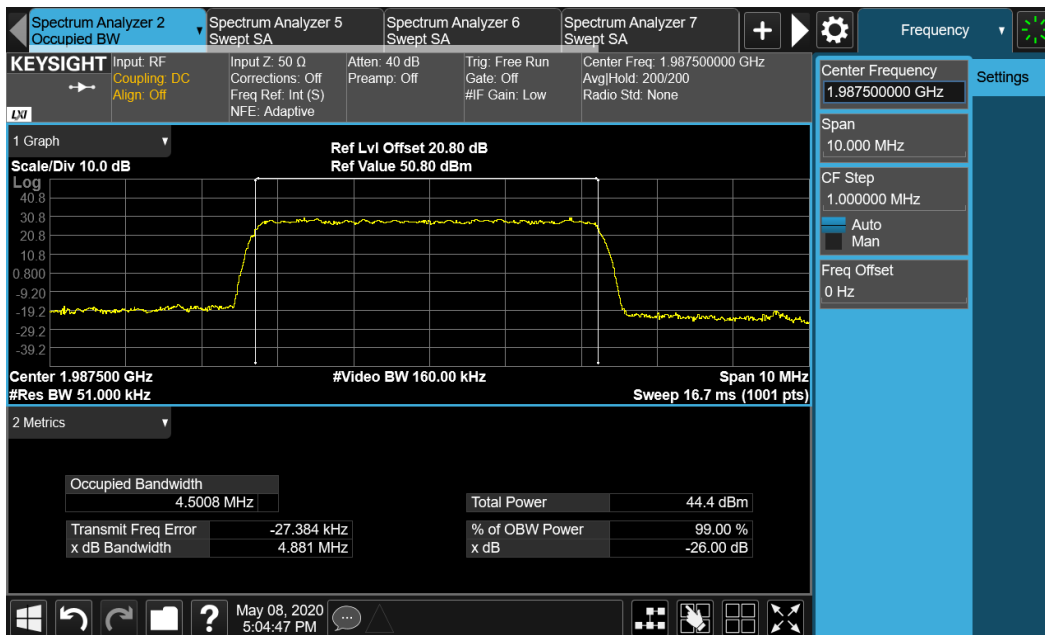 Spectrum Analyzer 2
Occupied BW
Spectrum Analyzer 5
Swept SA
Spectrum Analyzer 6
Swept SA
Spectrum Analyzer 7
Swept SA
+
Frequency
KEYSIGHT
LXI
Input: RF
Coupling: DC
Align: Off
Input Z: 50 Ω
Corrections: Off
Freq Ref: Int (S)
NFE: Adaptive
Atten: 40 dB
Preamp: Off
Trig: Free Run
Gate: Off
#IF Gain: Low
Center Freq: 1.987500000 GHz
Avg|Hold: 200/200
Radio Std: None
Center Frequency
1.987500000 GHz
Settings
Span
10.000 MHz
CF Step
1.000000 MHz
Auto
Man
Freq Offset
0 Hz
1 Graph
Scale/Div 10.0 dB
Ref Lvl Offset 20.80 dB
Ref Value 50.80 dBm
Log
40.8
30.8
20.8
10.8
0.800
-9.20
-19.2
-29.2
-39.2
Center 1.987500 GHz
#Video BW 160.00 kHz
Span 10 MHz
#Res BW 51.000 kHz
Sweep 16.7 ms (1001 pts)
2 Metrics
Occupied Bandwidth
4.5008 MHz
Total Power 44.4 dBm
Transmit Freq Error -27.384 kHz
% of OBW Power 99.00 %
x dB Bandwidth 4.881 MHz
x dB -26.00 dB
?
May 08, 2020
5:04:47 PM